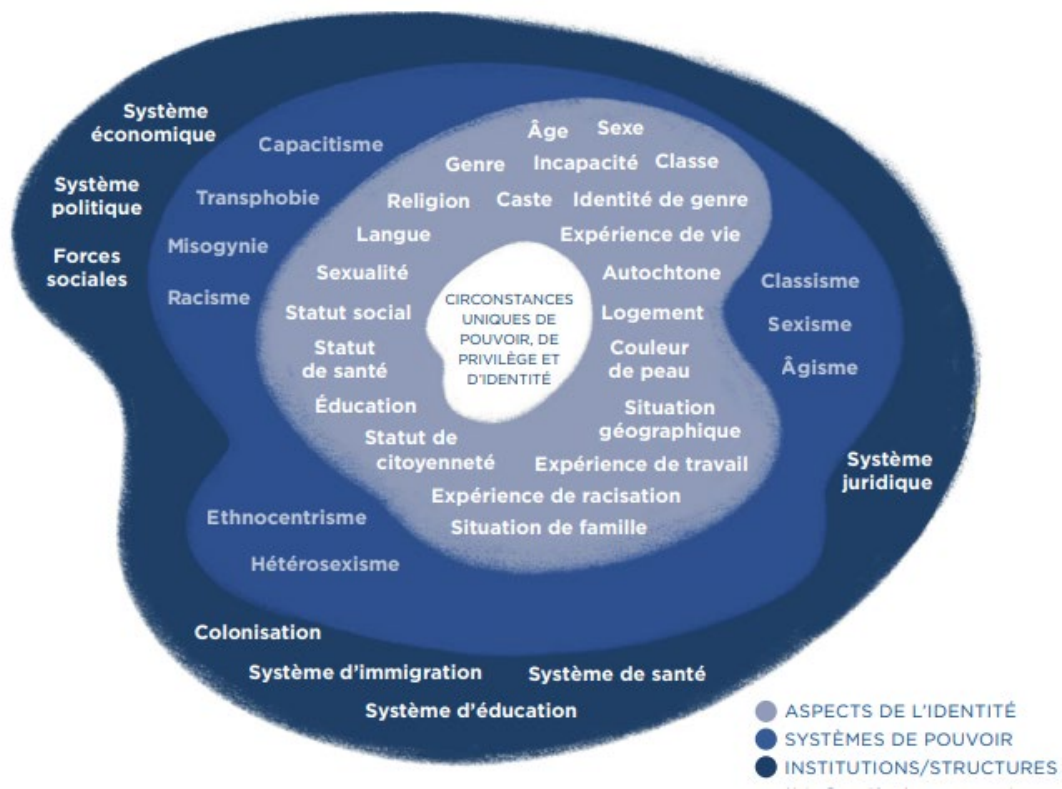 Système
économique
Système
politique
Forces
sociales
Capacitisme
Transphobie
Misogynie
Racisme
Âge
Sexe
Genre
Incapacité
Classe
Religion
Caste
Identité de genre
Langue
Expérience de vie
Sexualité
Autochtone
Statut social
Logement
Statut
de santé
Couleur
de peau
Éducation
Situation
géographique
Statut de
citoyenneté
Expérience de travail
Expérience de racisation
Situation de famille
CIRCONSTANCES
UNIQUES DE
POUVOIR, DE
PRIVILÈGE ET
D'IDENTITÉ
Classisme
Sexisme
Âgisme
Système
juridique
Ethnocentrisme
Hétérosexisme
Colonisation
Système d'immigration
Système de santé
Système d'éducation
ASPECTS DE L'IDENTITÉ
SYSTÈMES DE POUVOIR
INSTITUTIONS/STRUCTURES